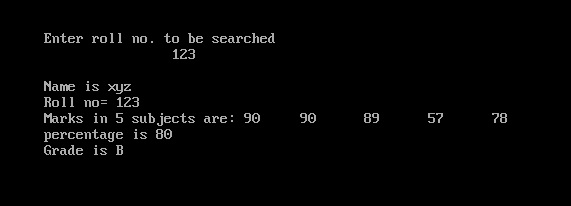 Enter roll no. to be searched
123
Name is xyz
Roll no= 123
Marks in 5 subjects are: 90 90 89 57 78
percentage is 80
Grade is B